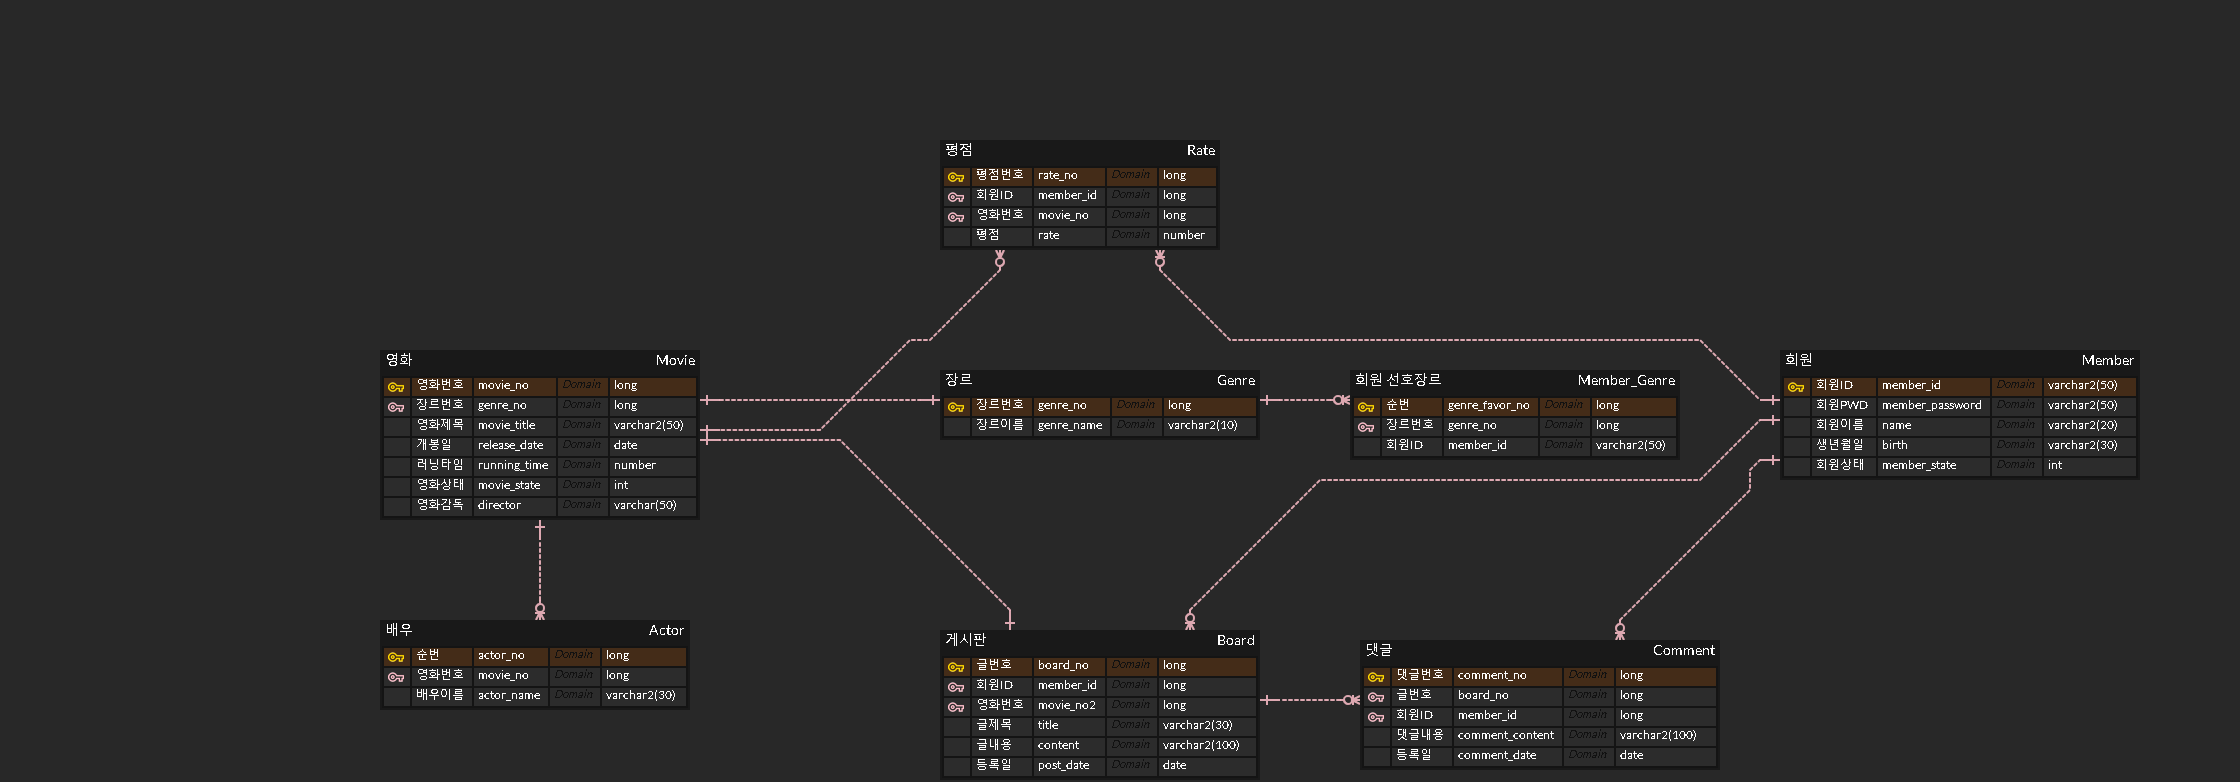 평점 Rate
평점번호 rate_no Domain long
회원ID member_id Domain long
영화번호 movie_no Domain long
평점 rate Domain number
영화 Movie
영화번호 movie_no Domain long
장르번호 genre_no Domain long
영화제목 movie_title Domain varchar2(50)
개봉일 release_date Domain date
러닝타임 running_time Domain number
영화상태 movie_state Domain int
영화감독 director Domain varchar(50)
장르 Genre
장르번호 genre_no Domain long
장르이름 genre_name Domain varchar2(10)
회원 선호장르 Member_Genre
순번 genre_favor_no Domain long
장르번호 genre_no Domain long
회원ID member_id Domain varchar2(50)
회원 Member
회원ID member_id Domain varchar2(50)
회원PWD member_password Domain varchar2(50)
회원이름 name Domain varchar2(20)
생년월일 birth Domain varchar2(30)
회원상태 member_state Domain int
배우 Actor
순번 actor_no Domain long
영화번호 movie_no Domain long
배우이름 actor_name Domain varchar2(30)
게시판 Board
글번호 board_no Domain long
회원ID member_id Domain long
영화번호 movie_no2 Domain long
글제목 title Domain varchar2(30)
글내용 content Domain varchar2(100)
등록일 post_date Domain date
댓글 Comment
댓글번호 comment_no Domain long
글번호 board_no Domain long
회원ID member_id Domain long
댓글내용 comment_content Domain varchar2(100)
등록일 comment_date Domain date